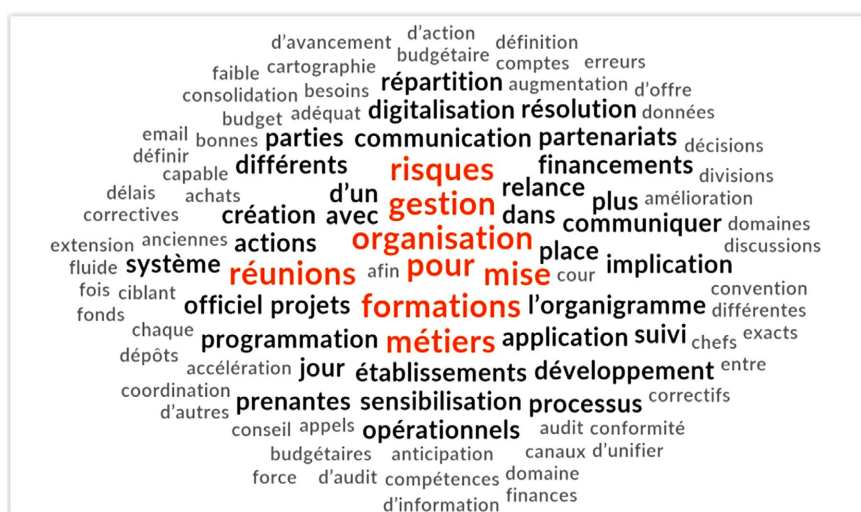 d'action
d'avancement budgétaire définition
faible cartographie répartition comptes erreurs
consolidation besoins augmentation d'offre
budget adéquat digitalisation résolution données
email bonnes parties communication partenariats décisions
définir capable différents risques financements divisions
délais achats d'un gestion relance plus amélioration
correctives création avec dans communiquer domaines
extension anciennes actions organisation place discussions
fluide système réunions afin pour mise cour implication
fois ciblant convention
fonds officiel projets formations l'organigramme différentes
chaque programmation métiers application suivi chefs exacts
dépôts accélération jour établissements développement entre
coordination correctifs
d'autres prenantes sensibilisation processus
conseil appels opérationnels audit conformité
budgétaires anticipation canaux d'unifier
force d'audit compétences domaine
d'information finances